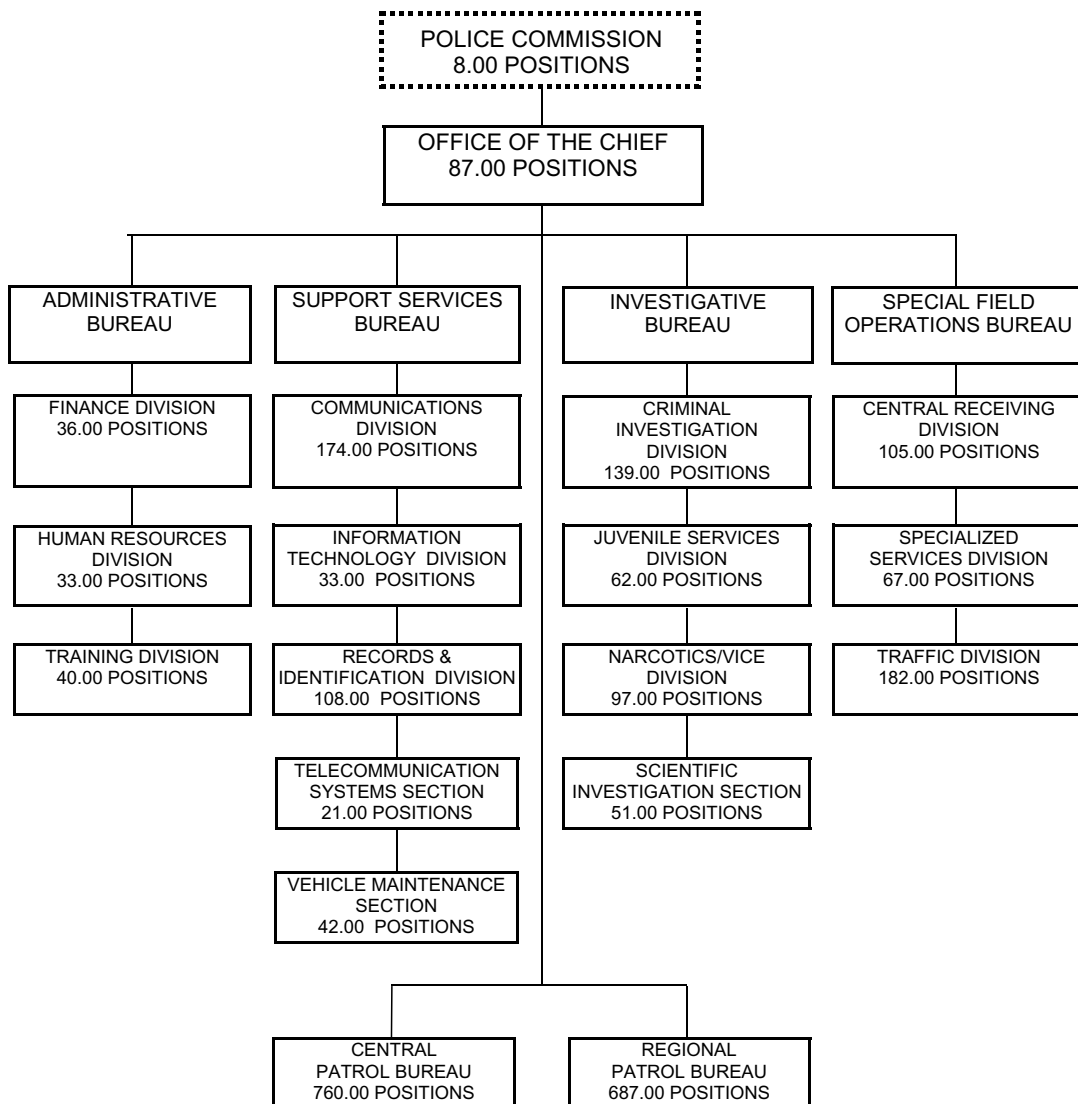 POLICE COMMISSION
8.00 POSITIONS
OFFICE OF THE CHIEF
87.00 POSITIONS
ADMINISTRATIVE
BUREAU
SUPPORT SERVICES
BUREAU
INVESTIGATIVE
BUREAU
SPECIAL FIELD
OPERATIONS BUREAU
FINANCE DIVISION
36.00 POSITIONS
COMMUNICATIONS
DIVISION
174.00 POSITIONS
CRIMINAL
INVESTIGATION
DIVISION
139.00 POSITIONS
CENTRAL RECEIVING
DIVISION
105.00 POSITIONS
HUMAN RESOURCES
DIVISION
33.00 POSITIONS
INFORMATION
TECHNOLOGY DIVISION
33.00 POSITIONS
JUVENILE SERVICES
DIVISION
62.00 POSITIONS
SPECIALIZED
SERVICES DIVISION
67.00 POSITIONS
TRAINING DIVISION
40.00 POSITIONS
RECORDS &
IDENTIFICATION DIVISION
108.00 POSITIONS
NARCOTICS/VICE
DIVISION
97.00 POSITIONS
TRAFFIC DIVISION
182.00 POSITIONS
TELECOMMUNICATION
SYSTEMS SECTION
21.00 POSITIONS
SCIENTIFIC
INVESTIGATION SECTION
51.00 POSITIONS
VEHICLE MAINTENANCE
SECTION
42.00 POSITIONS
CENTRAL
PATROL BUREAU
760.00 POSITIONS
REGIONAL
PATROL BUREAU
687.00 POSITIONS